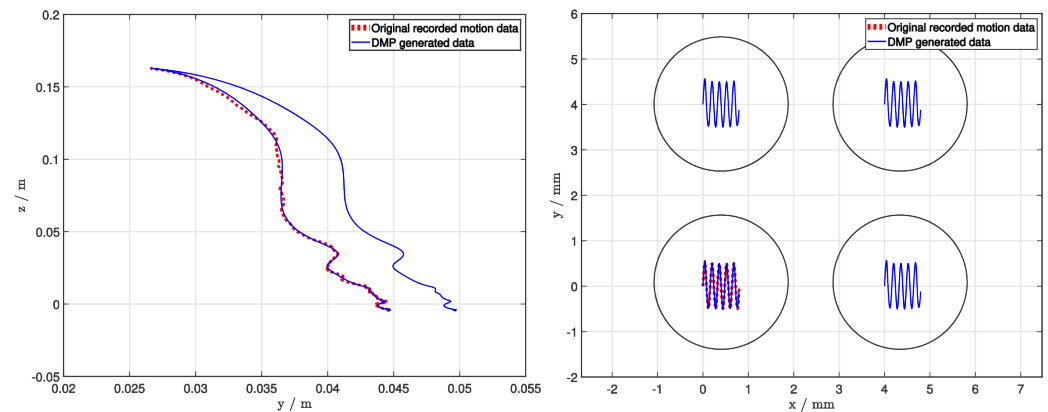 0.2
0.15
0.1
0.05
0
-0.05
z / m
0.02 0.025 0.03 0.035 0.04 0.045 0.05 0.055
y / m
Original recorded motion data
DMP generated data
6
5
4
3
2
1
0
-1
-2
y / mm
-2 -1 0 1 2 3 4 5 6 7
x / mm
Original recorded motion data
DMP generated data